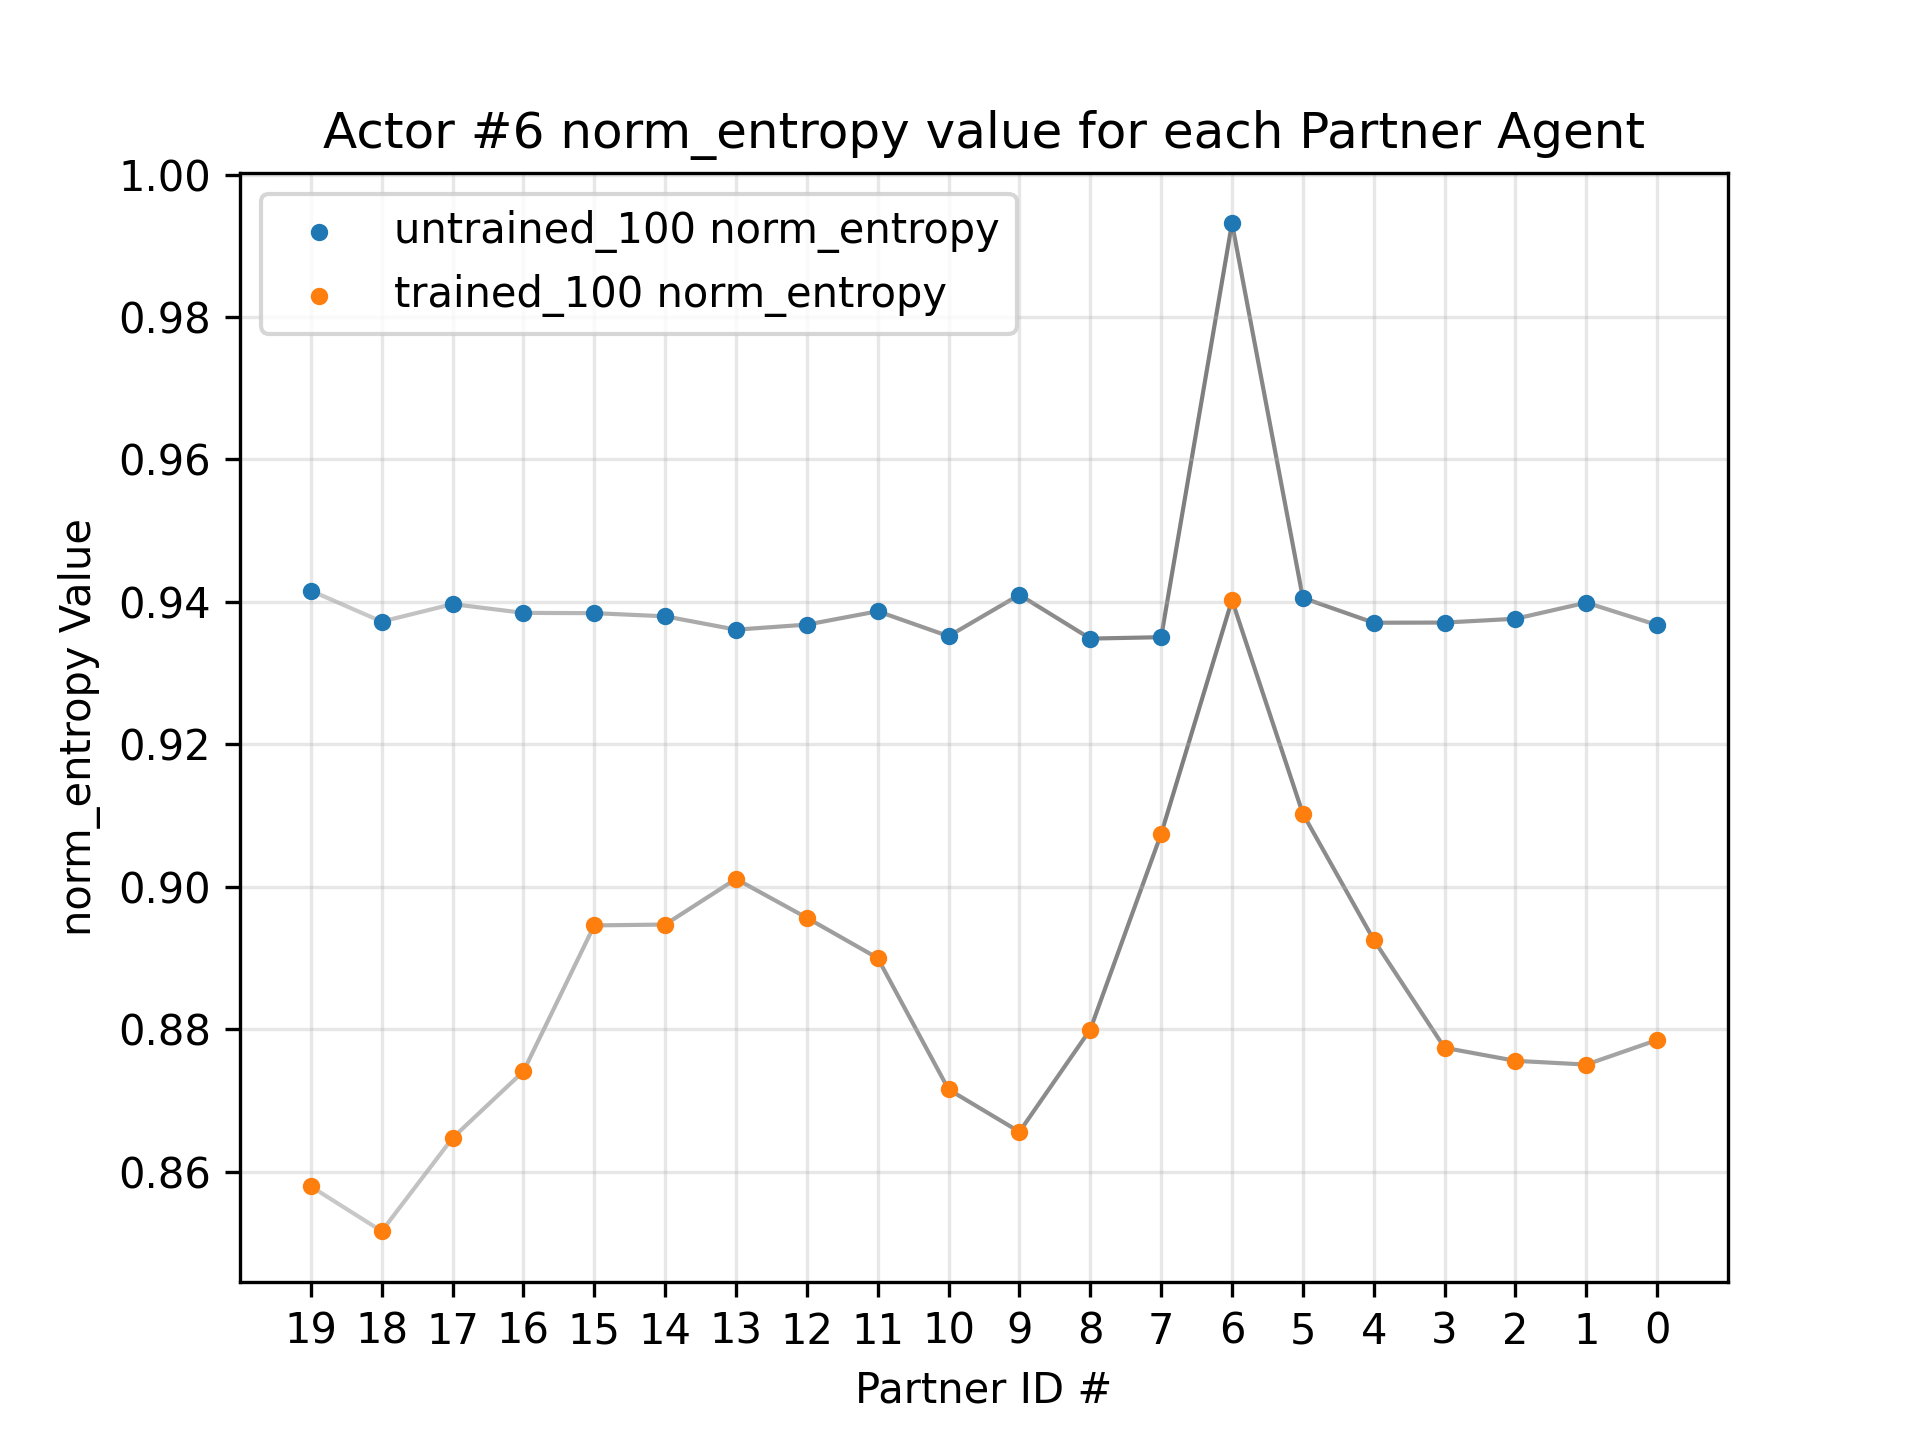 Actor #6 norm_entropy value for each Partner Agent
untrained_100 norm_entropy
trained_100 norm_entropy
norm_entropy Value
1.00
0.98
0.96
0.94
0.92
0.90
0.88
0.86
19 18 17 16 15 14 13 12 11 10 9 8 7 6 5 4 3 2 1 0
Partner ID #